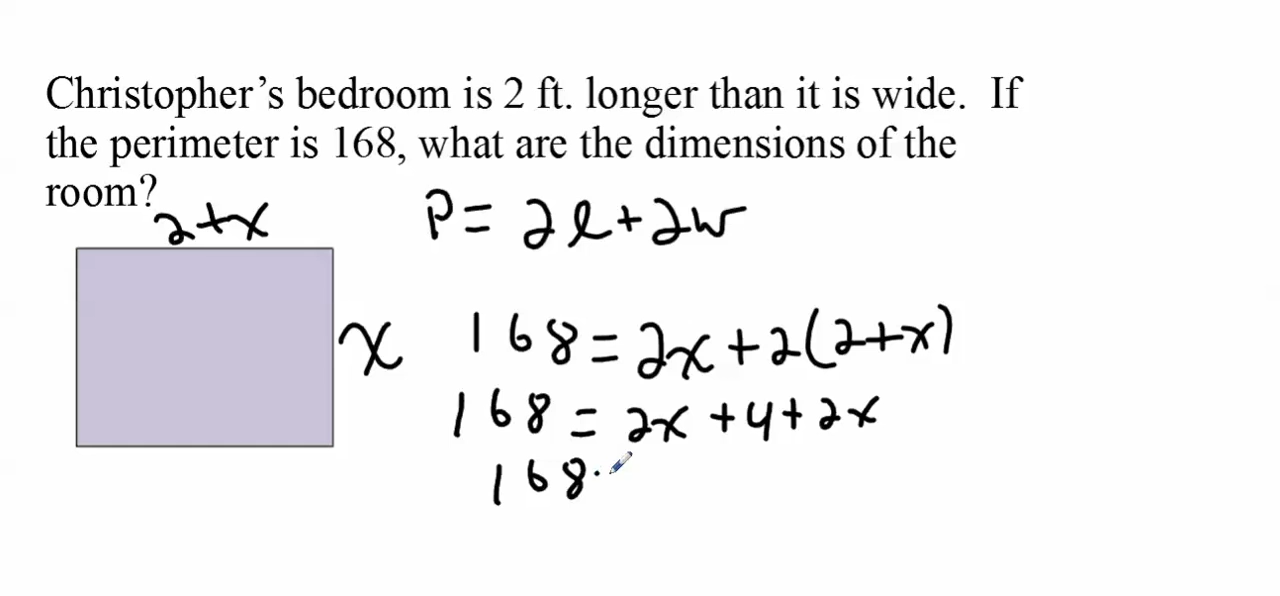 Christopher’s bedroom is 2 ft. longer than it is wide.  If
the perimeter is 168, what are the dimensions of the
room?
2+x
P= 2l+2w
x
168=2x+2(2+x)
168 = 2x +4+2x
168